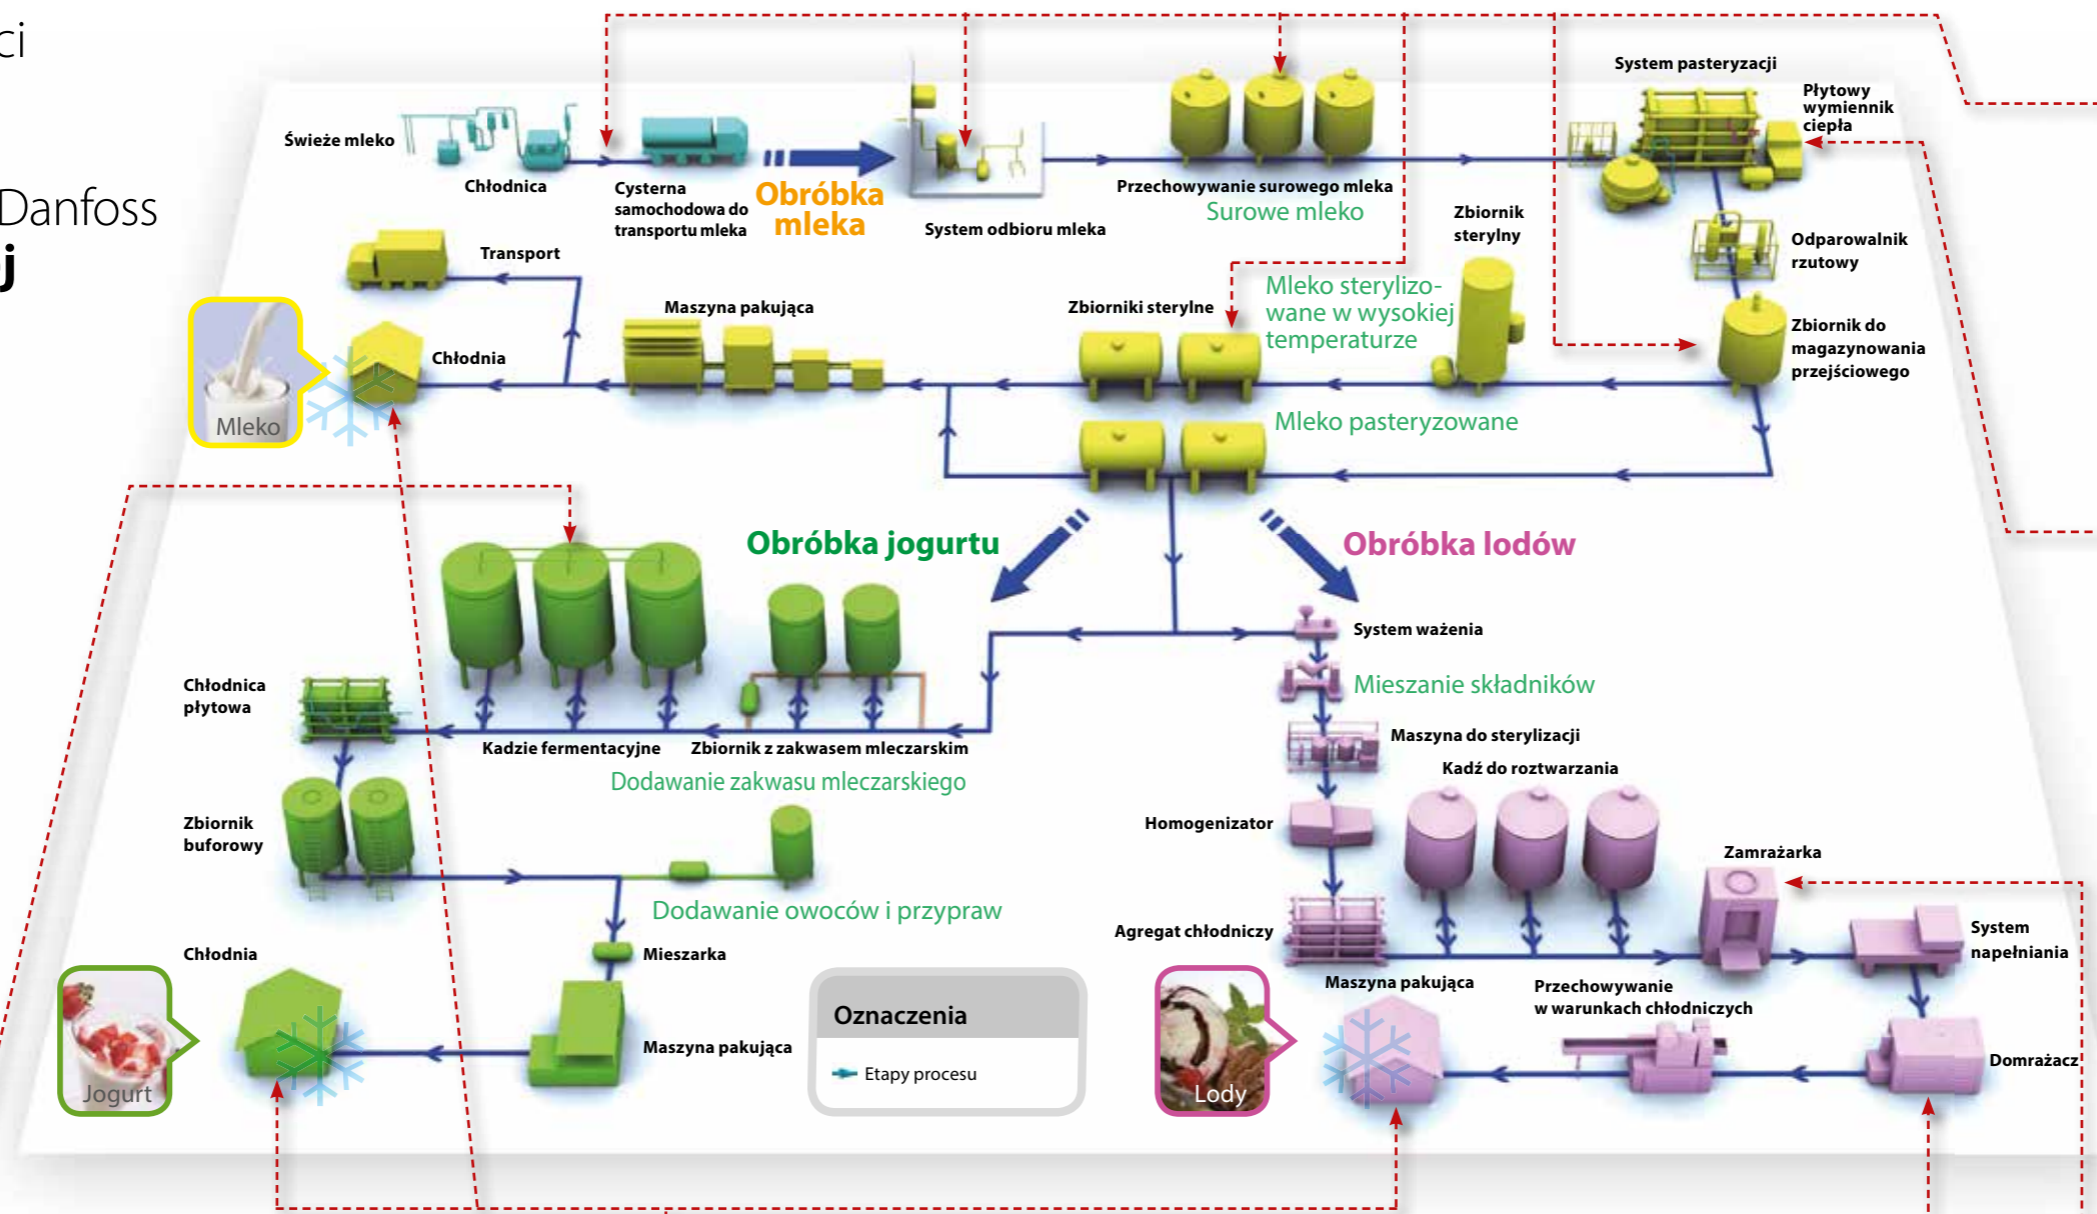 ci
Danfoss
j
System pasteryzacji
Płytowy
wymiennik
ciepła
Świeże mleko
Chłodnica
Cysterna
samochodowa do
transportu mleka
Obróbka
mleka
System odbioru mleka
Przechowywanie surowego mleka
Surowe mleko
Zbiornik
sterylny
Odparowalnik
rzutowy
Transport
Mleko sterylizo-
wane w wysokiej
temperaturze
Zbiorniki sterylne
Maszyna pakująca
Zbiornik do
magazynowania
przejściowego
Chłodnia
Mleko
Mleko pasteryzowane
Obróbka jogurtu
Obróbka lodów
System ważenia
Chłodnica
płytowa
Mieszanie składników
Kadzie fermentacyjne
Zbiornik z zakwasem mleczarskim
Maszyna do sterylizacji
Dodawanie zakwasu mleczarskiego
Kadź do roztwarzania
Zbiornik
buforowy
Homogenizator
Zamrażarka
Dodawanie owoców i przypraw
Agregat chłodniczy
System
napełniania
Chłodnia
Mieszarka
Maszyna pakująca
Przechowywanie
w warunkach chłodniczych
Oznaczenia
Etapy procesu
Maszyna pakująca
Domrażacz
Jogurt
Lody